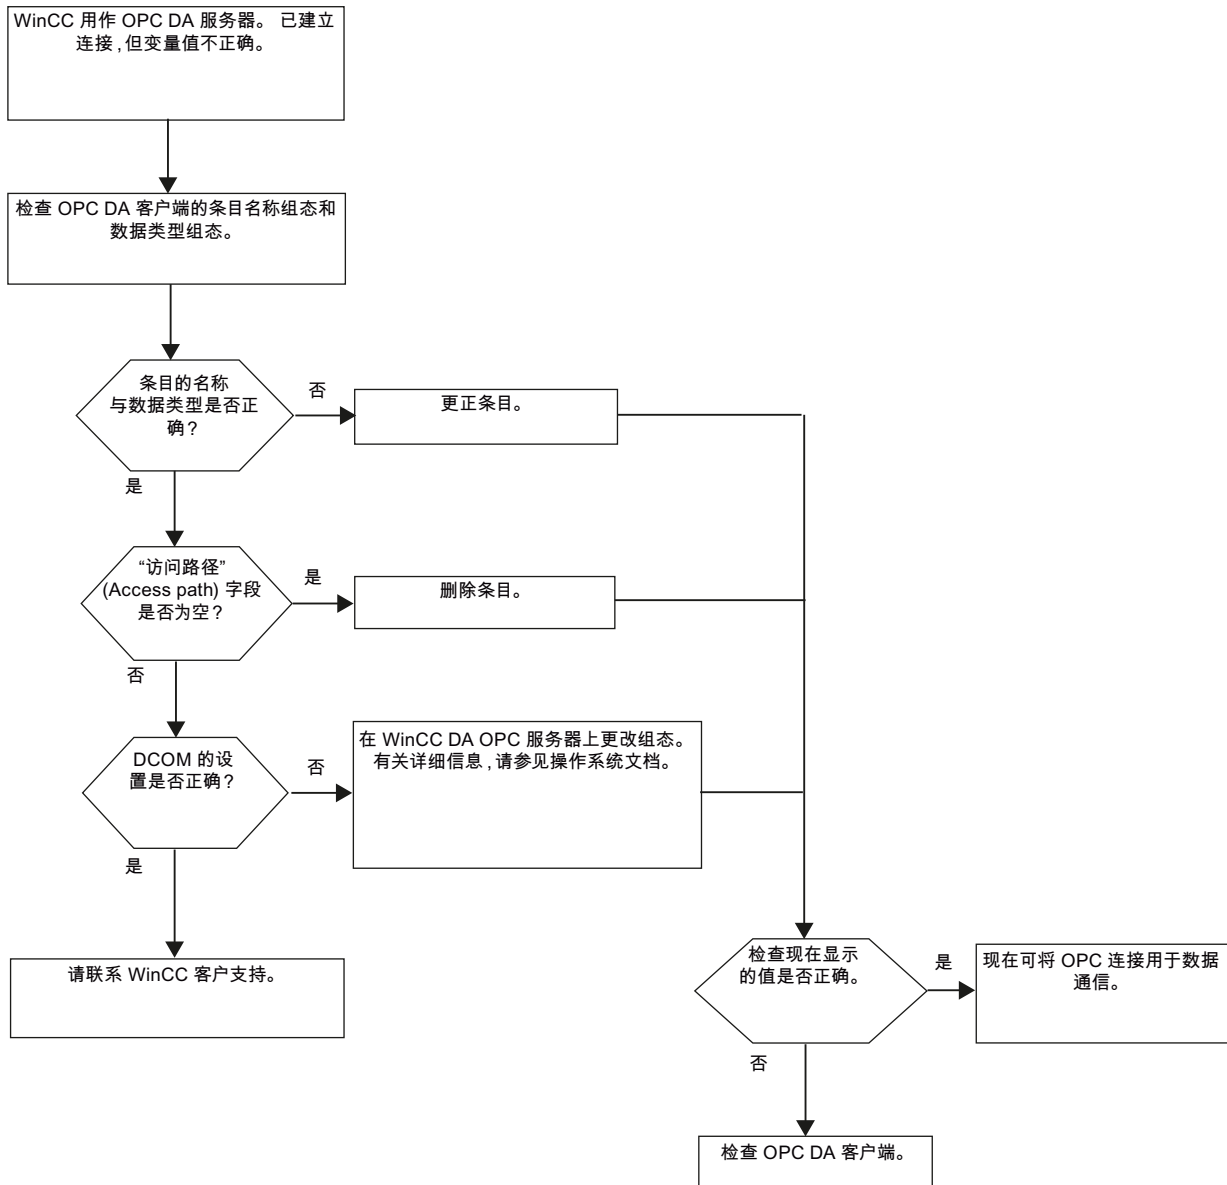 WinCC 用作 OPC DA 服务器。 已建立
连接，但变量值不正确。
检查 OPC DA 客户端的条目名称组态和
数据类型组态。
条目的名称
与数据类型是否正
确？
否
更正条目。
是
“访问路径”
(Access path) 字段
是否为空？
是
删除条目。
否
DCOM 的设
置是否正确？
否
在 WinCC DA OPC 服务器上更改组态。
有关详细信息，请参见操作系统文档。
是
请联系 WinCC 客户支持。
检查现在显示
的值是否正确。
是
现在可将 OPC 连接用于数据
通信。
否
检查 OPC DA 客户端。